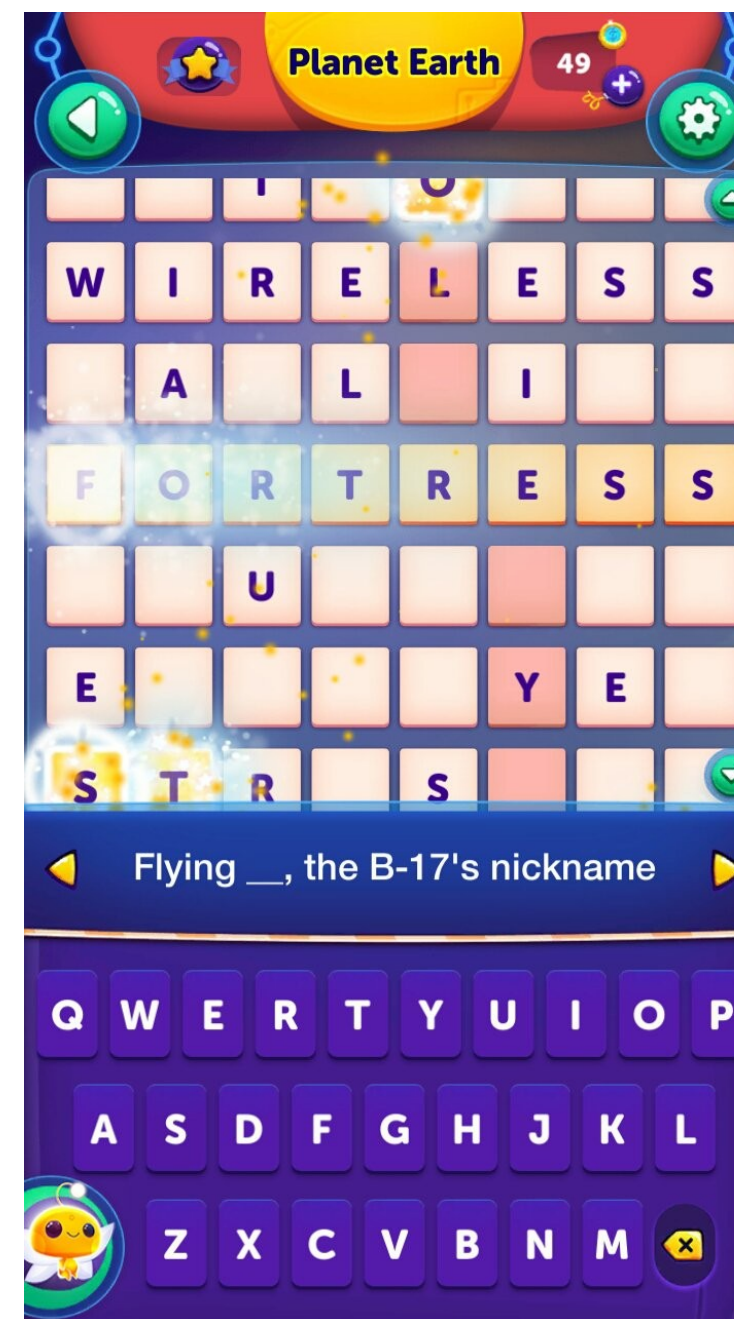 Planet Earth
49
I O
W I R E L E S S
A L I
F O R T R E S S
U
E Y E
S T R S
Flying __, the B-17's nickname
Q W E R T Y U I O P
A S D F G H J K L
Z X C V B N M